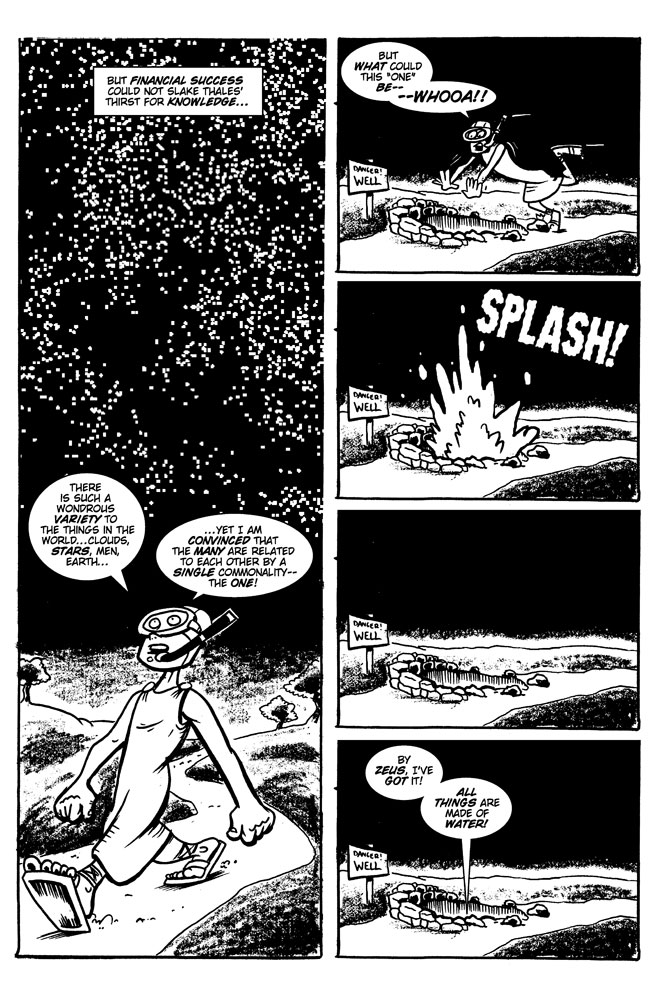 BUT FINANCIAL SUCCESS
COULD NOT SLAKE THALES'
THIRST FOR KNOWLEDGE...
THERE
IS SUCH A
WONDROUS
VARIETY TO
THE THINGS IN THE
WORLD...CLOUDS,
STARS, MEN,
EARTH...
...YET I AM
CONVINCED THAT
THE MANY ARE RELATED
TO EACH OTHER BY A
SINGLE COMMONALITY--
THE ONE!
BUT
WHAT COULD
THIS "ONE"
BE--
--WHOOA!!
DANGER!
WELL
SPLASH!
DANGER!
WELL
DANGER!
WELL
BY
ZEUS, I'VE
GOT IT!
ALL
THINGS ARE
MADE OF
WATER!
DANGER!
WELL